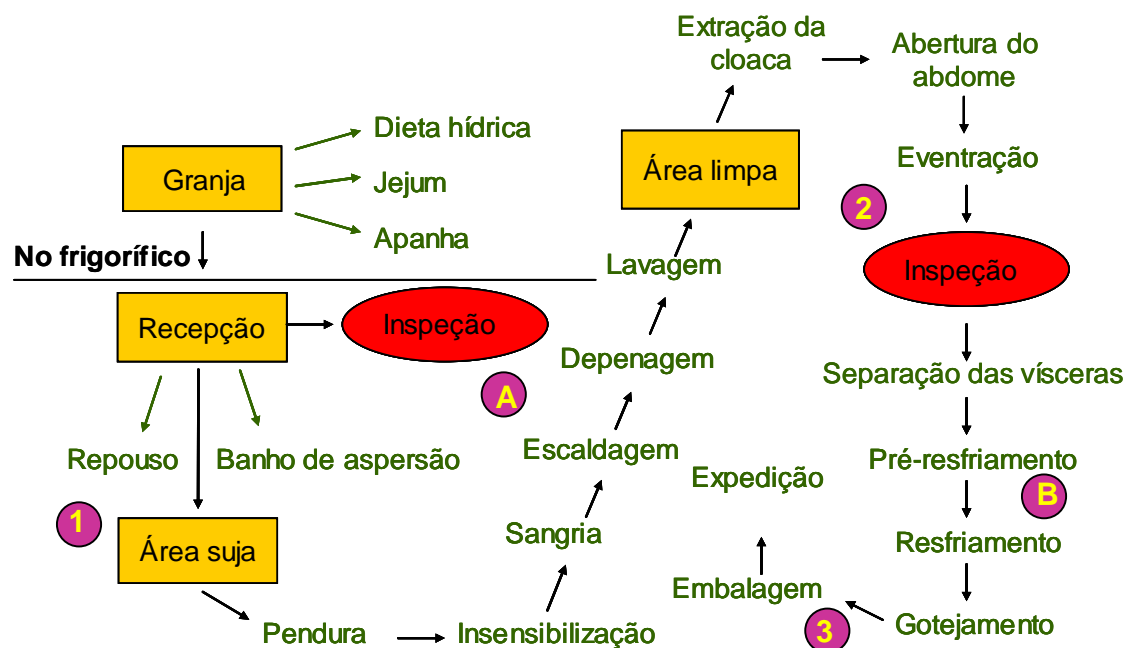 Granja
Dieta hídrica
Jejum
Apanha
No frigorífico
Recepção
Inspeção
Repouso
Banho de aspersão
1
Área suja
Pendura
Insensibilização
Sangria
Escaldagem
A
Depenagem
Lavagem
Área limpa
Extração da
cloaca
Abertura do
abdome
Eventração
2
Inspeção
Separação das vísceras
Pré-resfriamento
B
Resfriamento
Gotejamento
3
Embalagem
Expedição